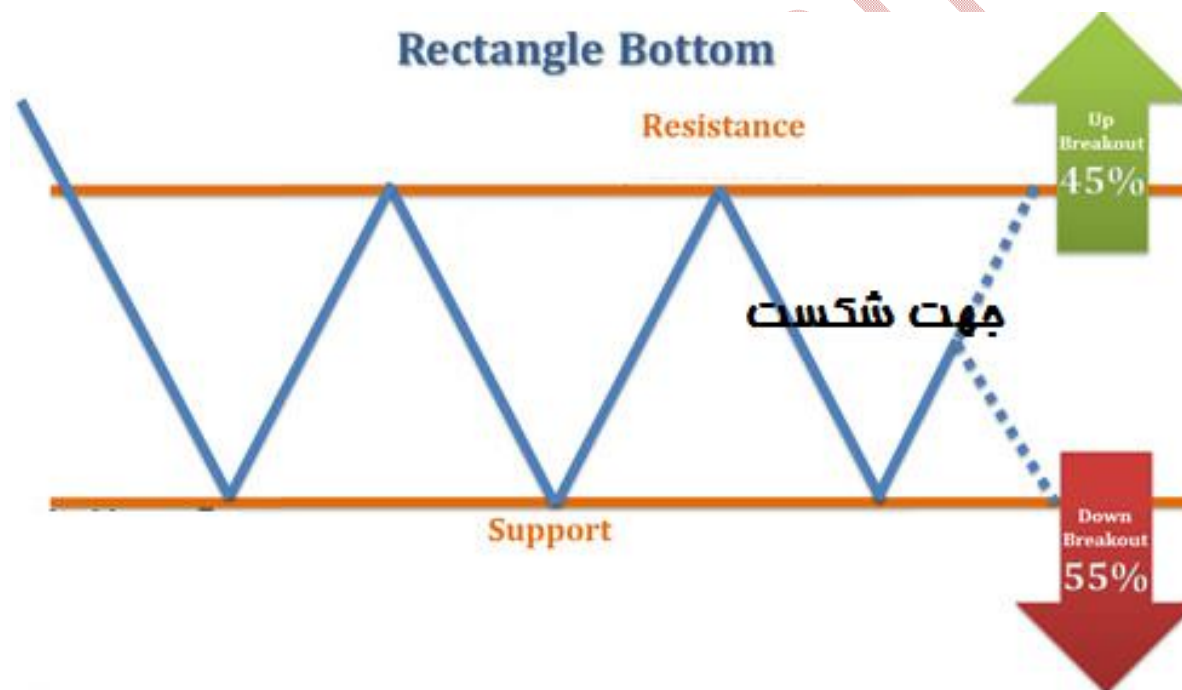 Rectangle Bottom
Resistance
Up
Breakout
45%
جهت شکست
Support
Down
Breakout
55%